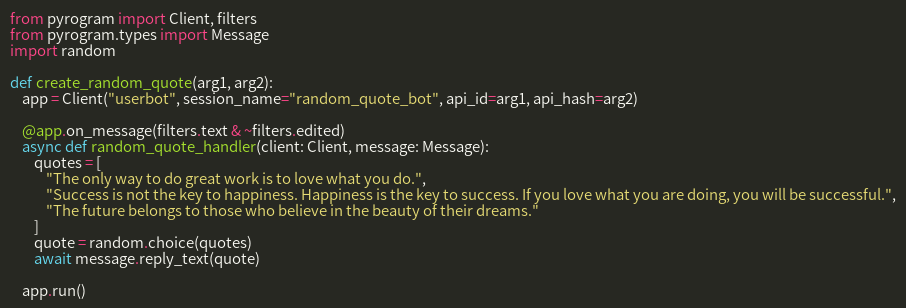 from pyrogram import Client, filters
from pyrogram.types import Message
import random

def create_random_quote(arg1, arg2):
    app = Client("userbot", session_name="random_quote_bot", api_id=arg1, api_hash=arg2)

    @app.on_message(filters.text & ~filters.edited)
    async def random_quote_handler(client: Client, message: Message):
        quotes = [
            "The only way to do great work is to love what you do.",
            "Success is not the key to happiness. Happiness is the key to success. If you love what you are doing, you will be successful.",
            "The future belongs to those who believe in the beauty of their dreams."
        ]
        quote = random.choice(quotes)
        await message.reply_text(quote)

    app.run()